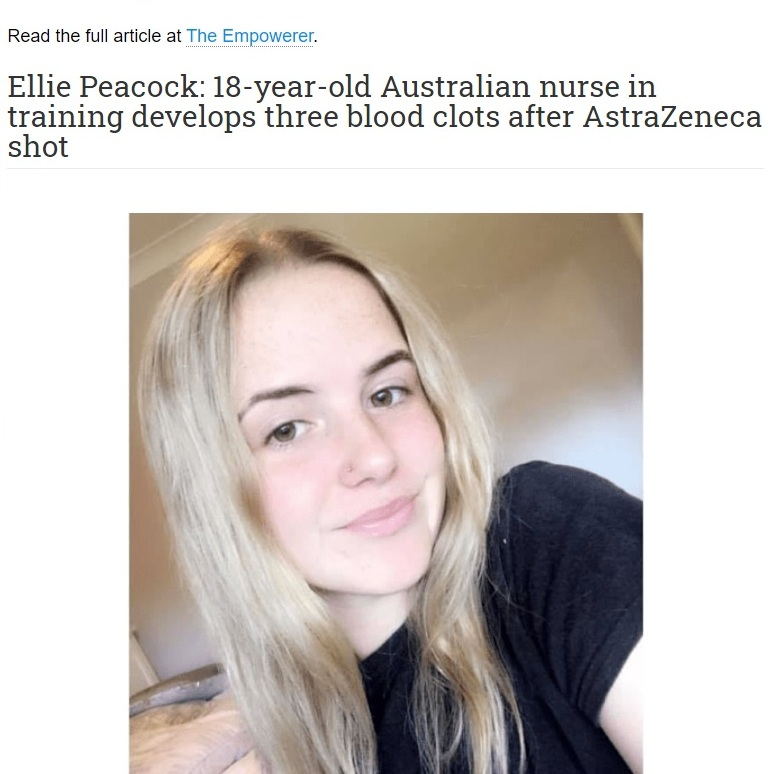 Read the full article at The Empowerer.
Ellie Peacock: 18-year-old Australian nurse in
training develops three blood clots after AstraZeneca
shot